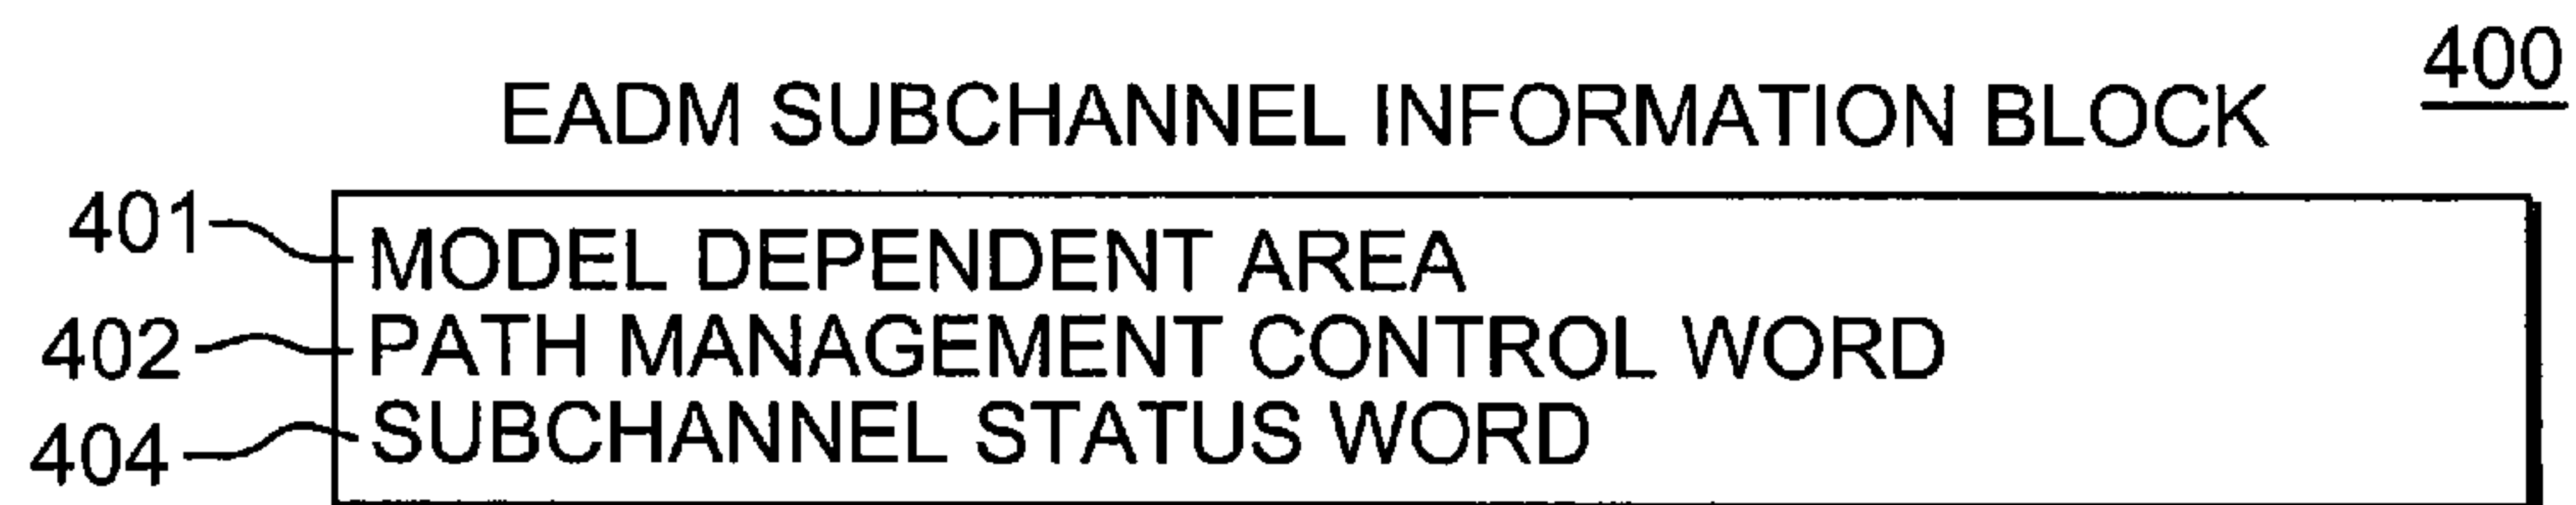 400
EADM SUBCHANNEL INFORMATION BLOCK
401 MODEL DEPENDENT AREA
402 PATH MANAGEMENT CONTROL WORD
404 SUBCHANNEL STATUS WORD